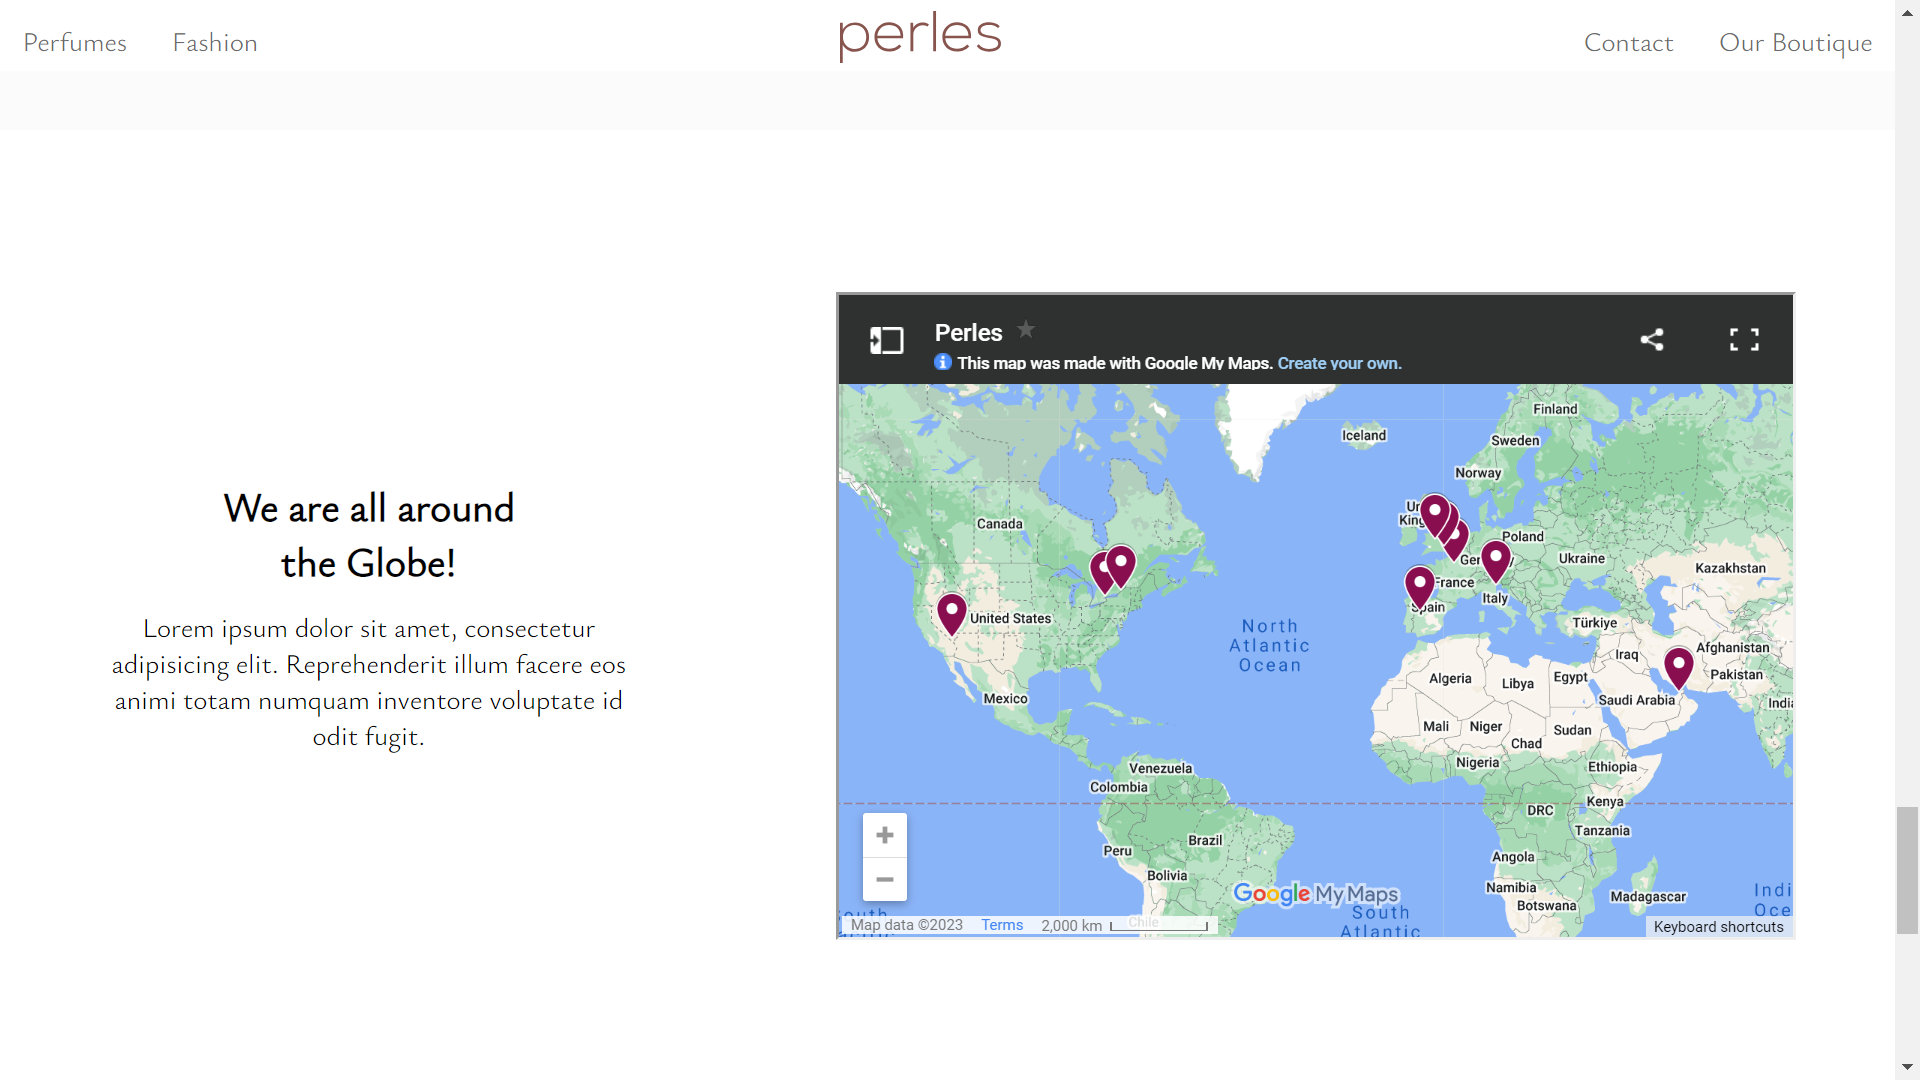 Perfumes
Fashion
perles
Contact
Our Boutique
We are all around
the Globe!
Lorem ipsum dolor sit amet, consectetur
adipisicing elit. Reprehenderit illum facere eos
animi totam numquam inventore voluptate id
odit fugit.
Perles
This map was made with Google My Maps. Create your own.
Finland
Iceland
Sweden
Norway
Canada
Poland
Ukraine
Kazakhstan
France
Italy
United States
Spain
Türkiye
North
Atlantic
Ocean
Iraq
Afghanistan
Pakistan
Algeria
Libya
Egypt
Mexico
Saudi Arabia
Mali
Niger
Sudan
Chad
Nigeria
Ethiopia
Venezuela
Colombia
Kenya
DRC
Tanzania
Brazil
Peru
Angola
Bolivia
Namibia
Botswana
Madagascar
Google My Maps
South
Atlantic
Chile
Map data ©2023
Terms
2,000 km
Keyboard shortcuts